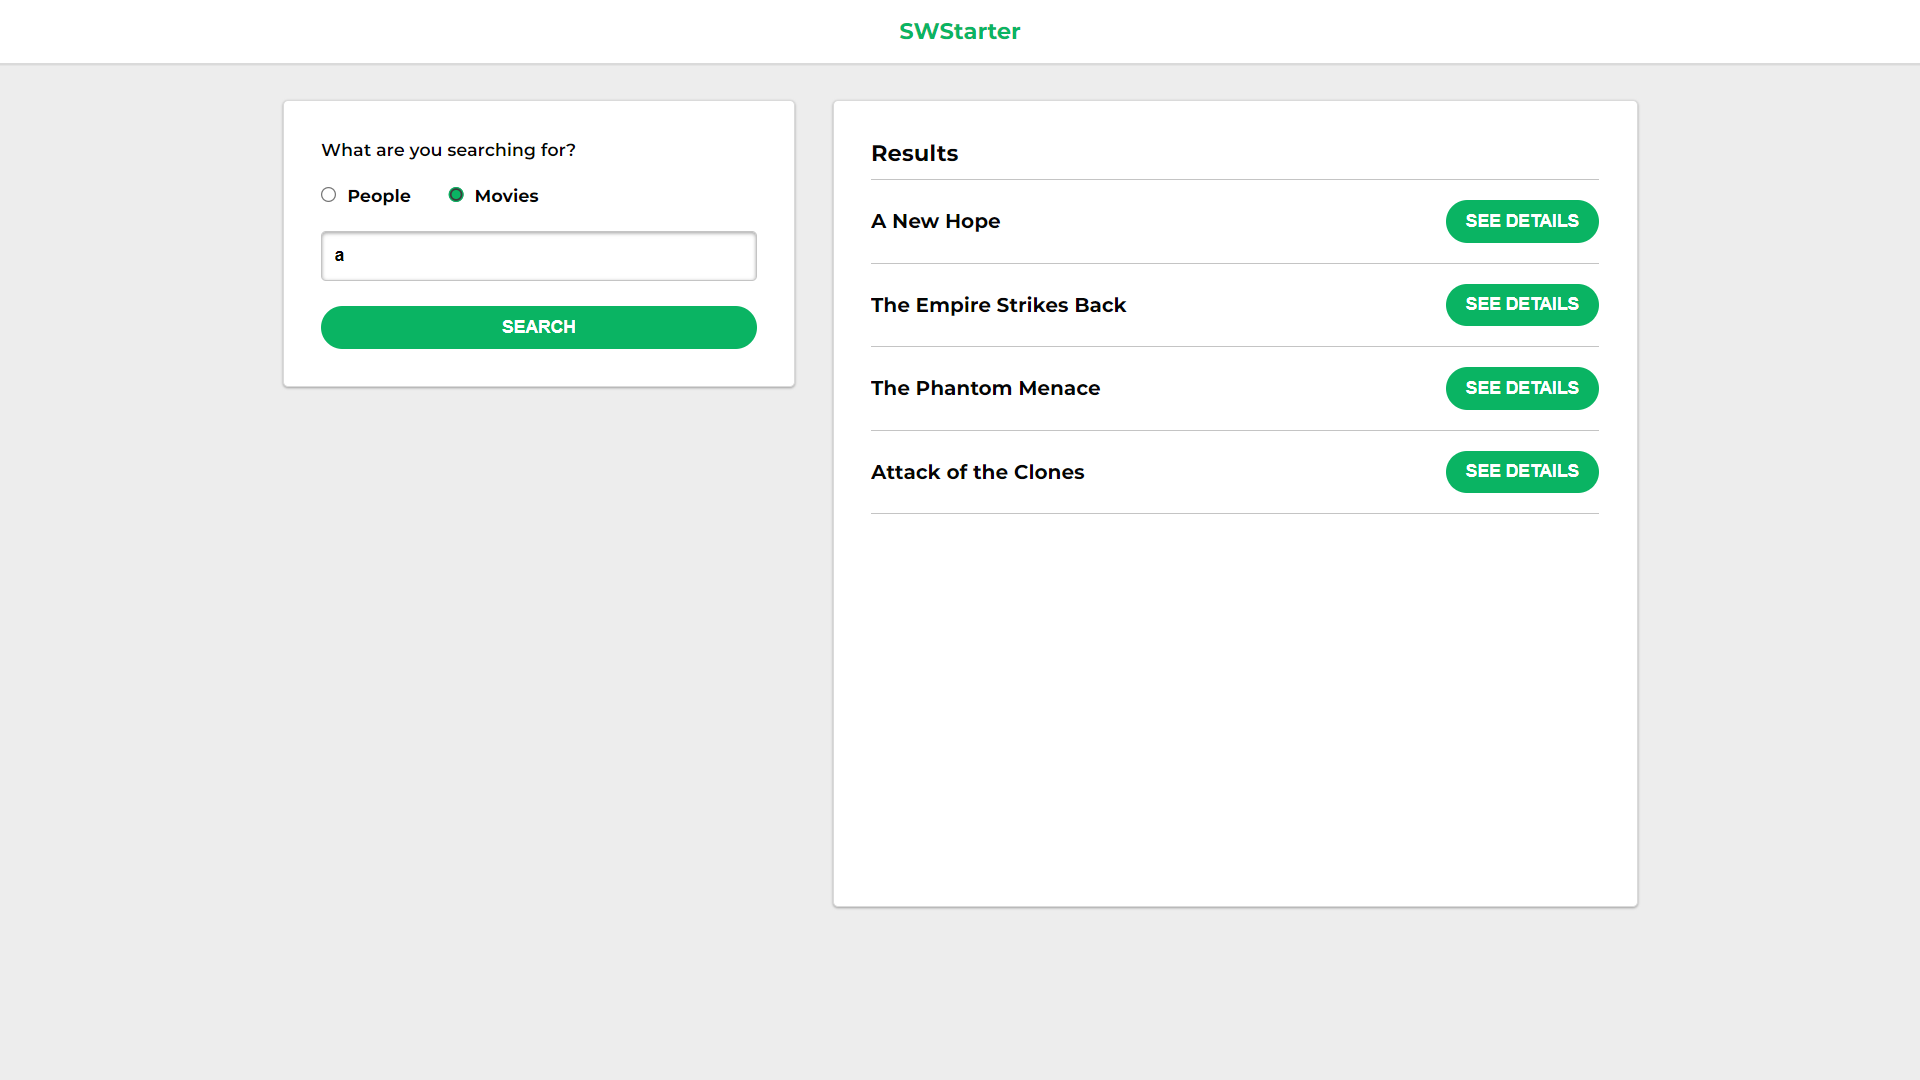 SWStarter
What are you searching for?
People
Movies
a
SEARCH
Results
A New Hope
SEE DETAILS
The Empire Strikes Back
SEE DETAILS
The Phantom Menace
SEE DETAILS
Attack of the Clones
SEE DETAILS